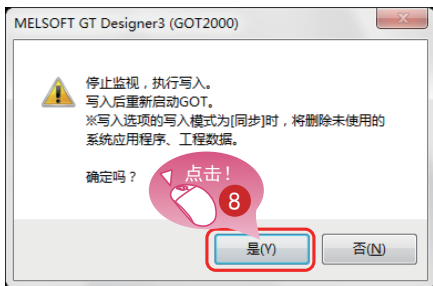 MELSOFT GT Designer3 (GOT2000)
停止监视，执行写入。
写入后重新启动GOT。
※写入选项的写入模式为[同步]时，将删除未使用的
系统应用程序、工程数据。
确定吗？
点击！
8
是(Y)
否(N)